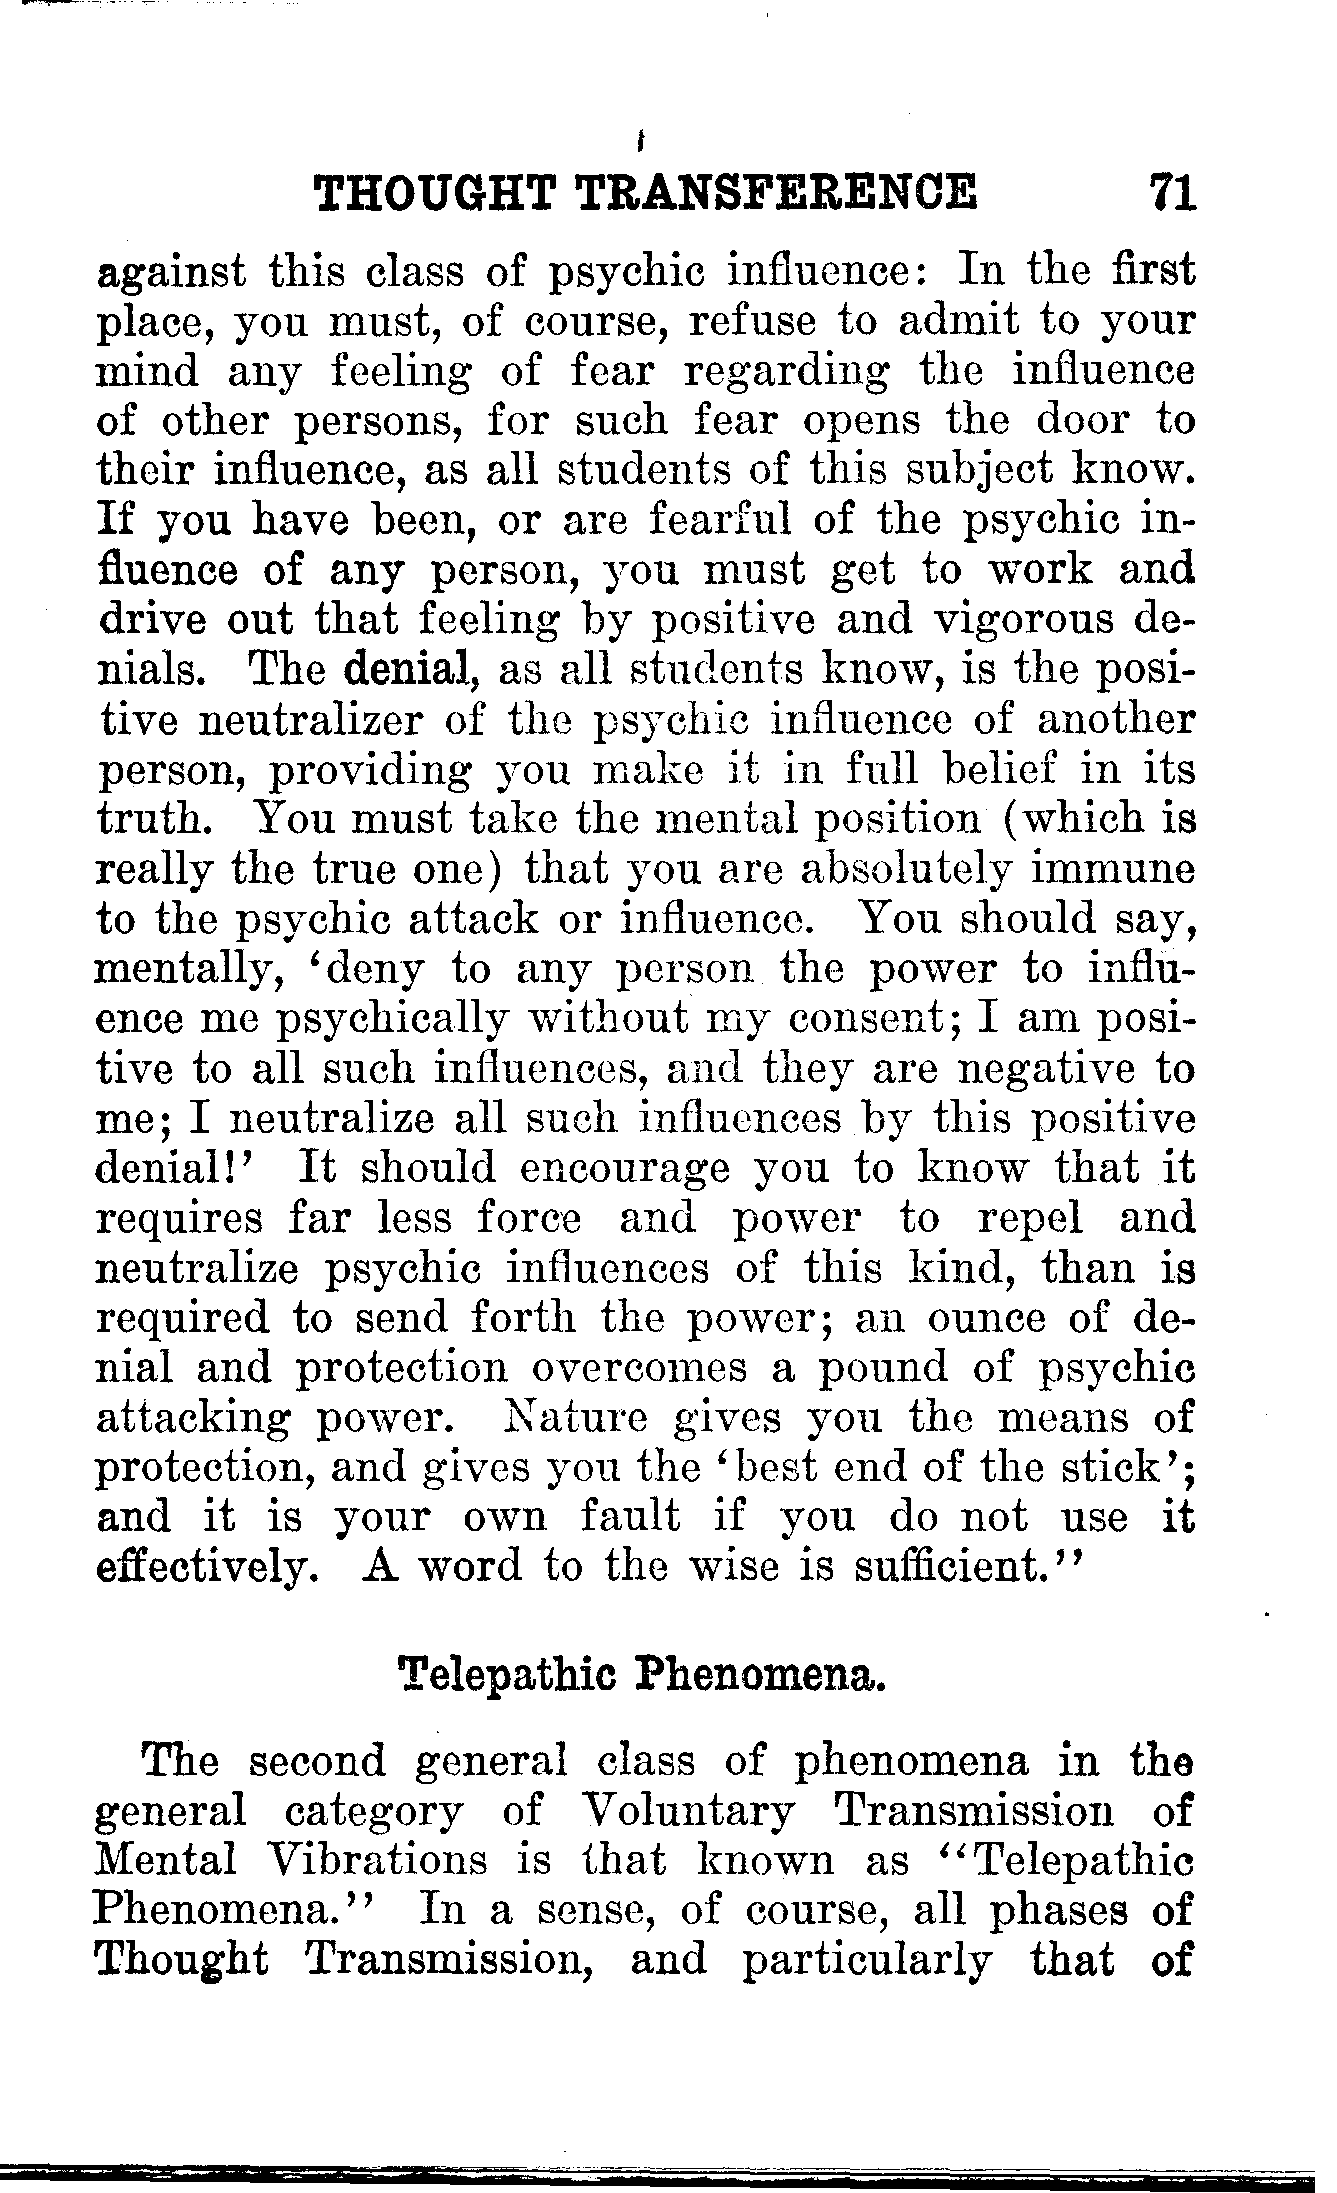 THOUGHT TRANSFERENCE 71
against this class of psychic influence: In the first
place, you must, of course, refuse to admit to your
mind any feeling of fear regarding the influence
of other persons, for such fear opens the door to
their influence, as all students of this subject know.
If you have been, or are fearful of the psychic in-
fluence of any person, you must get to work and
drive out that feeling by positive and vigorous de-
nials. The denial, as all students know, is the posi-
tive neutralizer of the psychic influence of another
person, providing you make it in full belief in its
truth. You must take the mental position (which is
really the true one) that you are absolutely immune
to the psychic attack or influence. You should say,
mentally, 'deny to any person the power to influ-
ence me psychically without my consent; I am posi-
tive to all such influences, and they are negative to
me; I neutralize all such influences by this positive
denial!' It should encourage you to know that it
requires far less force and power to repel and
neutralize psychic influences of this kind, than is
required to send forth the power; an ounce of de-
nial and protection overcomes a pound of psychic
attacking power. Nature gives you the means of
protection, and gives you the 'best end of the stick';
and it is your own fault if you do not use it
effectively. A word to the wise is sufficient.''
Telepathic Phenomena.
The second general class of phenomena in the
general category of Voluntary Transmission of
Mental Vibrations is that known as "Telepathic
Phenomena.'' In a sense, of course, all phases of
Thought Transmission, and particularly that of